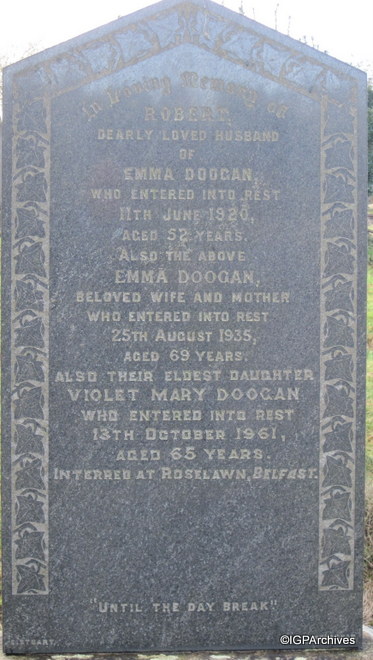 In Loving Memory of
ROBERT
DEARLY LOVED HUSBAND
OF
EMMA DOOGAN,
WHO ENTERED INTO REST
11TH JUNE 1920,
AGED 52 YEARS.
ALSO THE ABOVE
EMMA DOOGAN,
BELOVED WIFE AND MOTHER
WHO ENTERED INTO REST
25TH AUGUST 1935,
AGED 69 YEARS.
ALSO THEIR ELDEST DAUGHTER
VIOLET MARY DOOGAN
WHO ENTERED INTO REST
13TH OCTOBER 1961,
AGED 65 YEARS.
INTERRED AT ROSELAWN, BELFAST.
"UNTIL THE DAY BREAK"
©IGPArchives